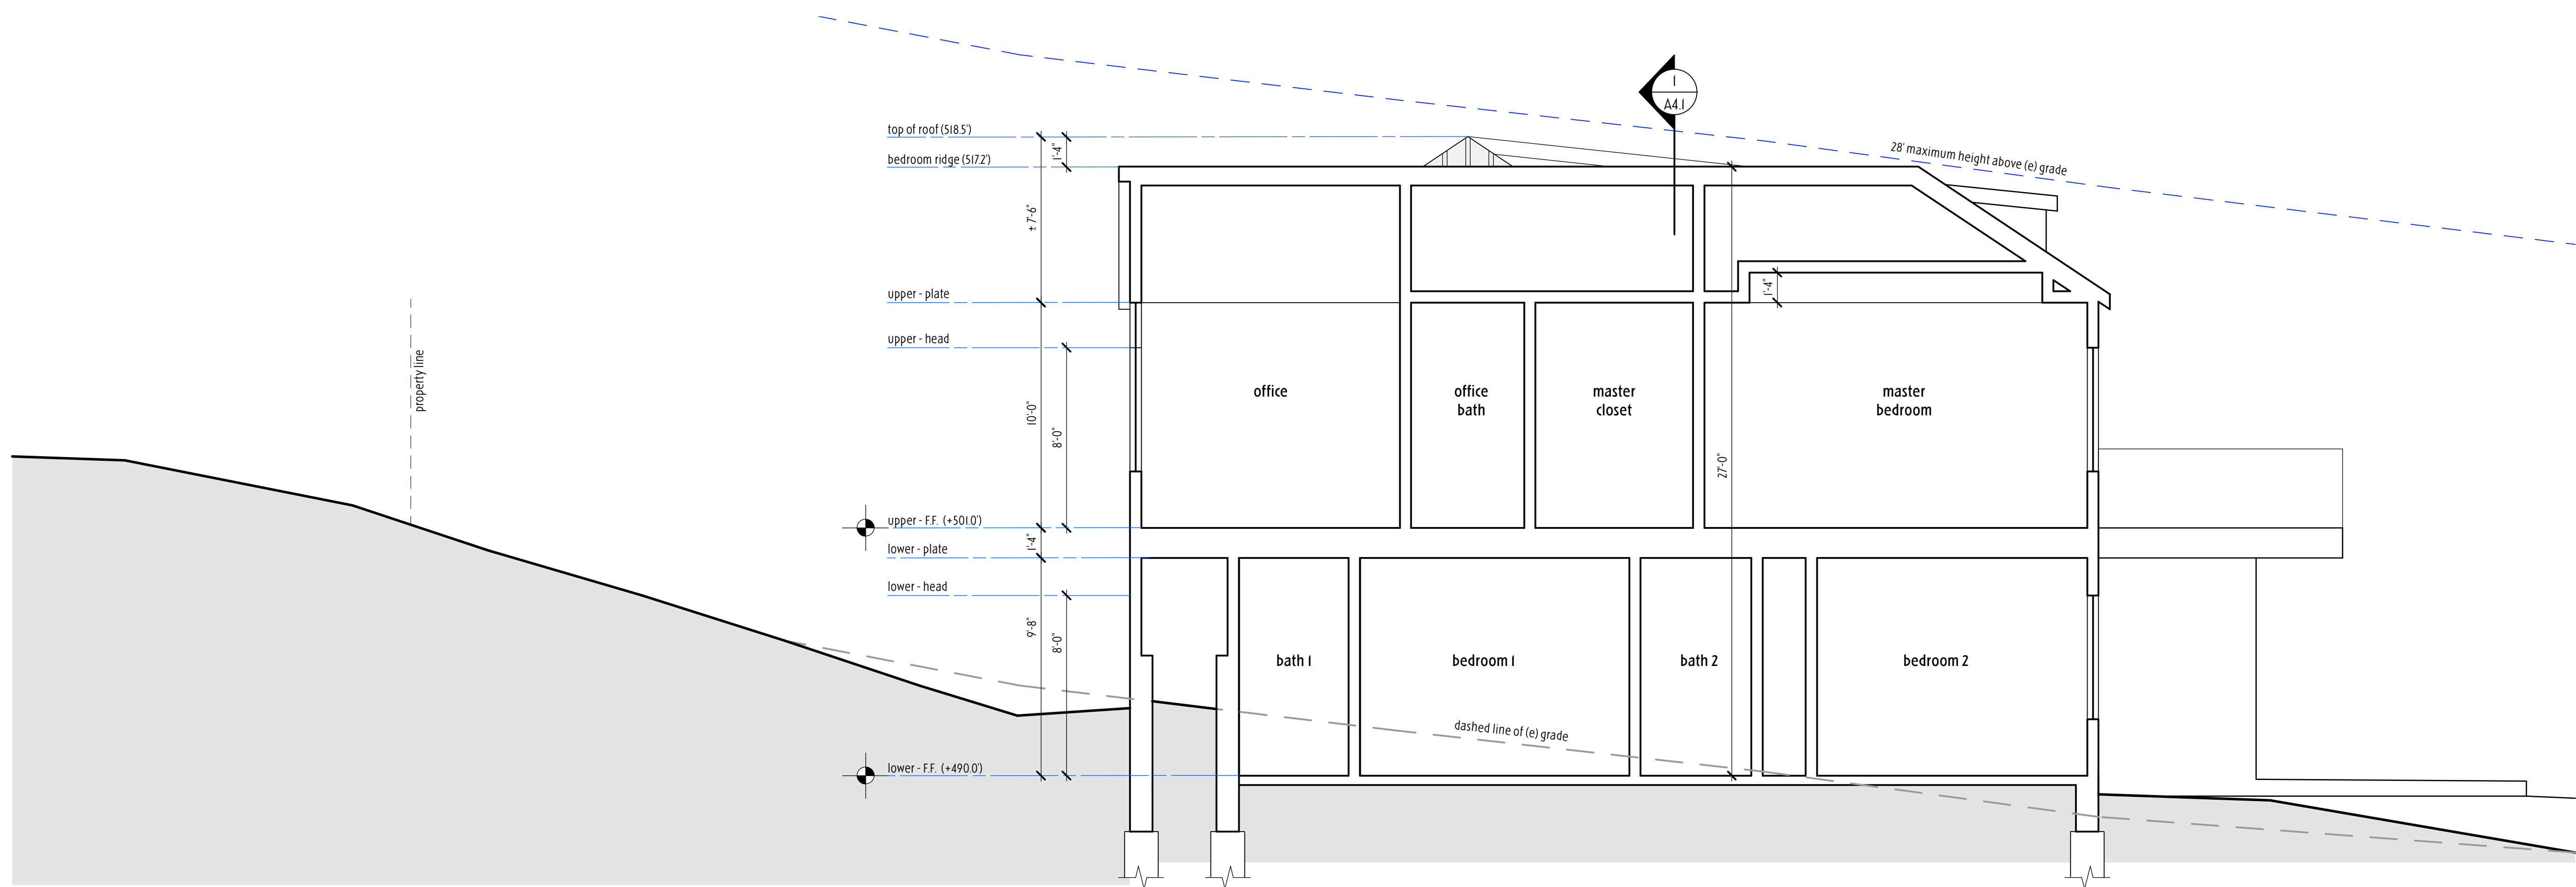 1
A4.1
top of roof (518.5')
1'-4"
bedroom ridge (517.2')
28' maximum height above (e) grade
± 7'-6"
1'-4"
upper - plate
upper - head
property line
office
office
bath
master
closet
master
bedroom
10'-0"
8'-0"
27'-0"
upper - F.F. (+501.0')
1'-4"
lower - plate
lower - head
9'-8"
8'-0"
bath 1
bedroom 1
bath 2
bedroom 2
dashed line of (e) grade
lower - F.F. (+490.0')